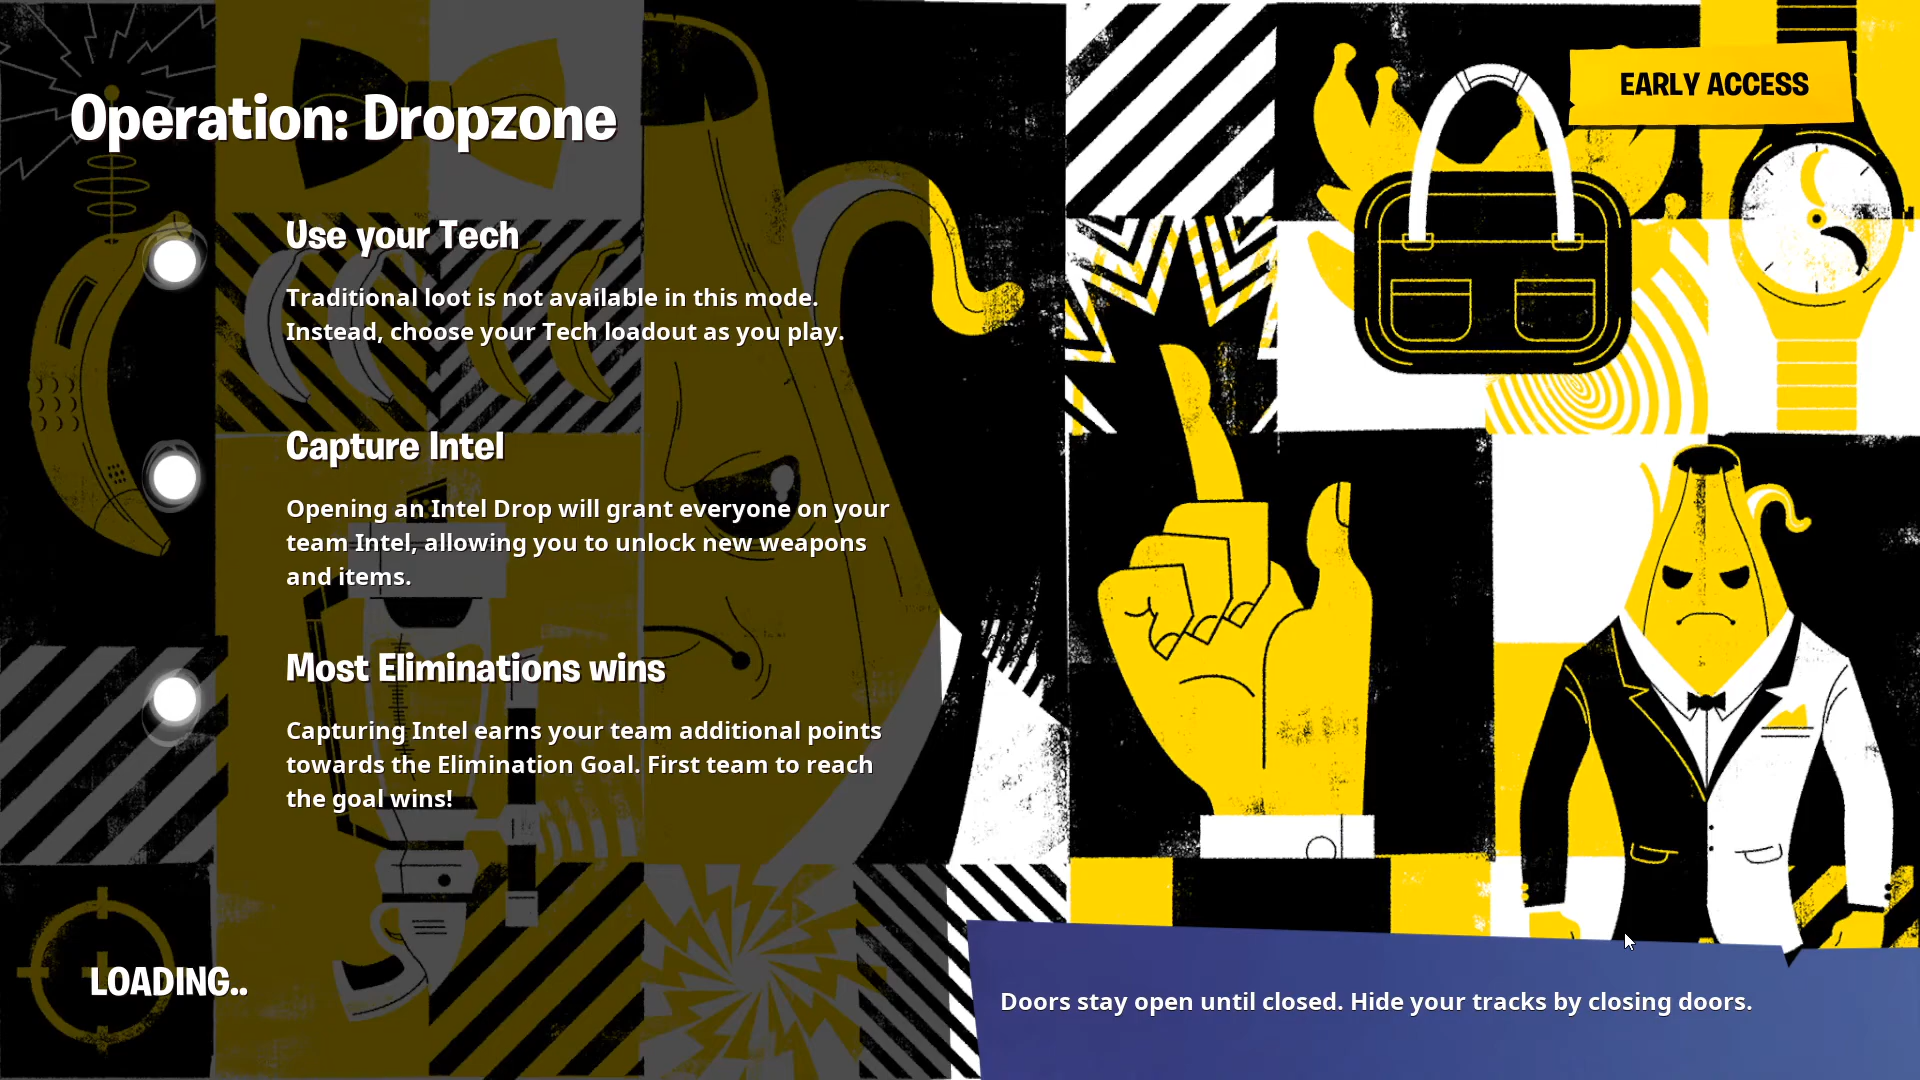 Operation: Dropzone
EARLY ACCESS
Use your Tech
Traditional loot is not available in this mode.
Instead, choose your Tech loadout as you play.
Capture Intel
Opening an Intel Drop will grant everyone on your
team Intel, allowing you to unlock new weapons
and items.
Most Eliminations wins
Capturing Intel earns your team additional points
towards the Elimination Goal. First team to reach
the goal wins!
LOADING..
Doors stay open until closed. Hide your tracks by closing doors.